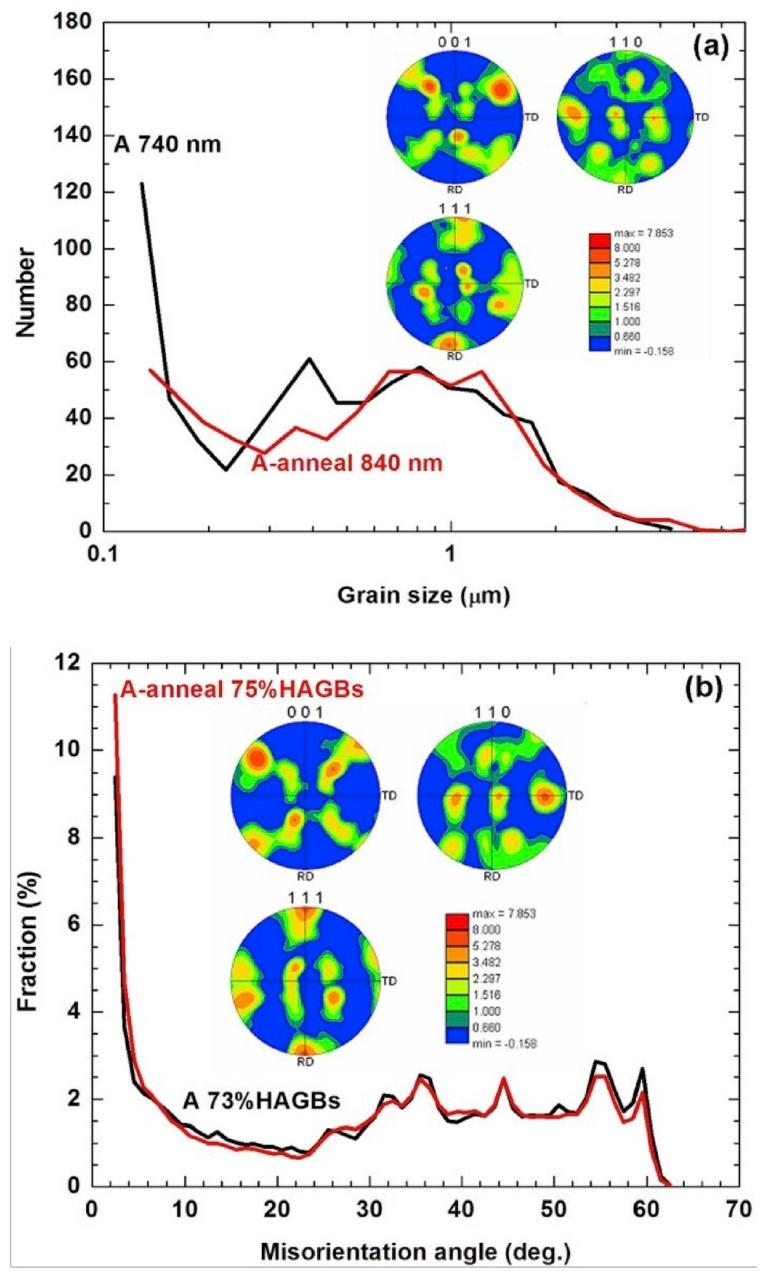 180
(a)
0 0 1
1 1 0
160
A 740 nm
140
TD
TD
120
RD
RD
1 1 1
100
max = 7.853
8.000
5.278
3.482
2.297
1.516
1.000
0.660
min = -0.158
TD
80
RD
60
40
A-anneal 840 nm
20
0
Number
0.1
1
Grain size (μm)
12
A-anneal 75%HAGBs
(b)
0 0 1
1 1 0
10
TD
TD
8
RD
RD
1 1 1
max = 7.853
8.000
5.278
3.482
2.297
1.516
1.000
0.660
min = -0.158
6
TD
4
RD
A 73%HAGBs
2
0
Fraction (%)
0
10
20
30
40
50
60
70
Misorientation angle (deg.)